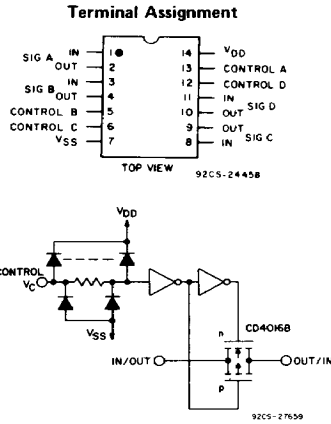 Terminal Assignment
SIG A IN 1 14 VDD
OUT 2 13 CONTROL A
SIG B IN 3 12 CONTROL D
OUT 4 11 IN SIG D
CONTROL B 5 10 OUT
CONTROL C 6 9 OUT SIG C
VSS 7 8 IN
TOP VIEW
92CS-24458
VDD
CONTROL
VC
VSS
CD4016B
n
IN/OUT OUT/IN
p
92CS-27659